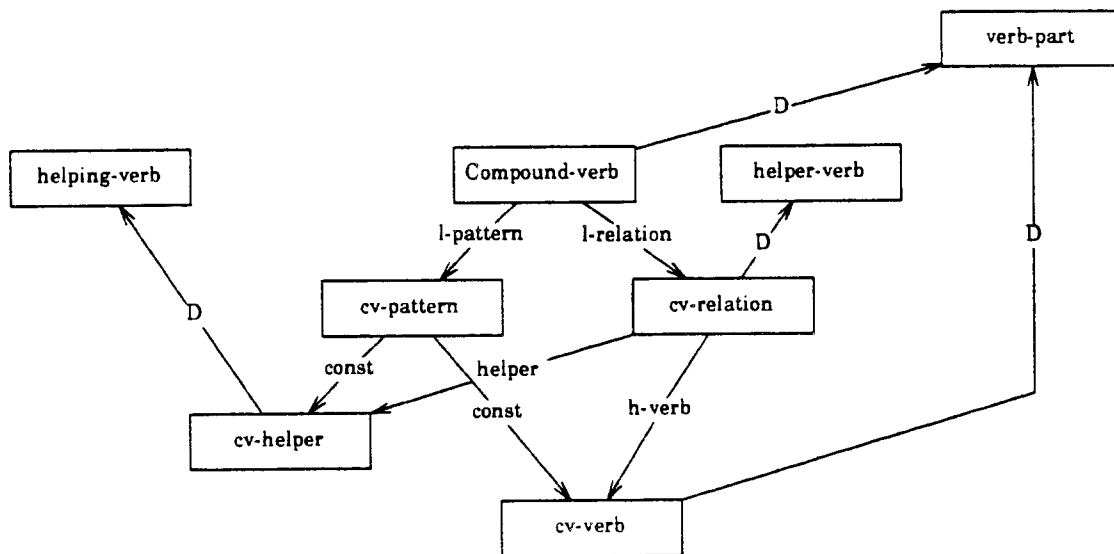 verb-part
D
helping-verb
Compound-verb
helper-verb
l-pattern
l-relation
D
D
cv-pattern
cv-relation
D
const
helper
const
h-verb
cv-helper
cv-verb